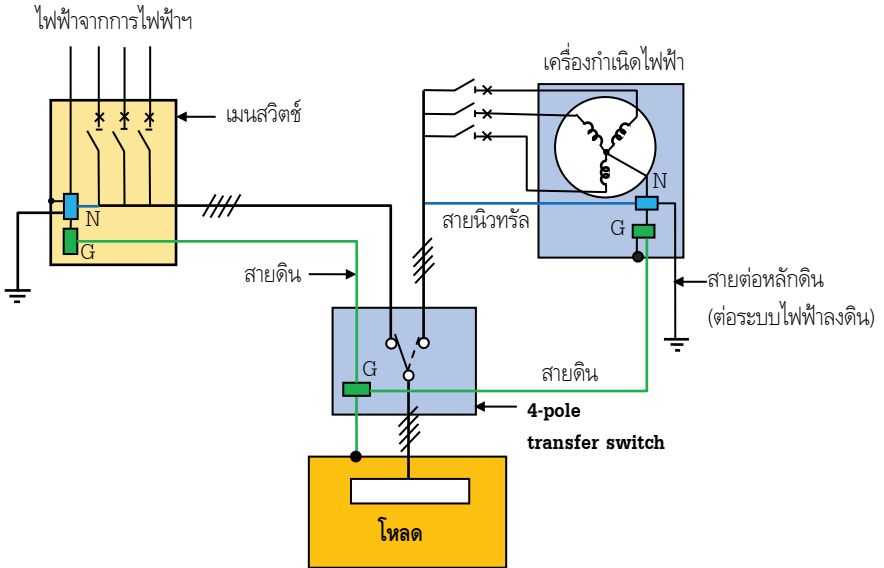 ไฟฟ้าจากการไฟฟ้าฯ
เครื่องกำเนิดไฟฟ้า
เมนสวิตช์
N
N
สายนิวทรัล
G
G
สายดิน
สายต่อหลักดิน
(ต่อระบบไฟฟ้าลงดิน)
G
สายดิน
4-pole
transfer switch
โหลด